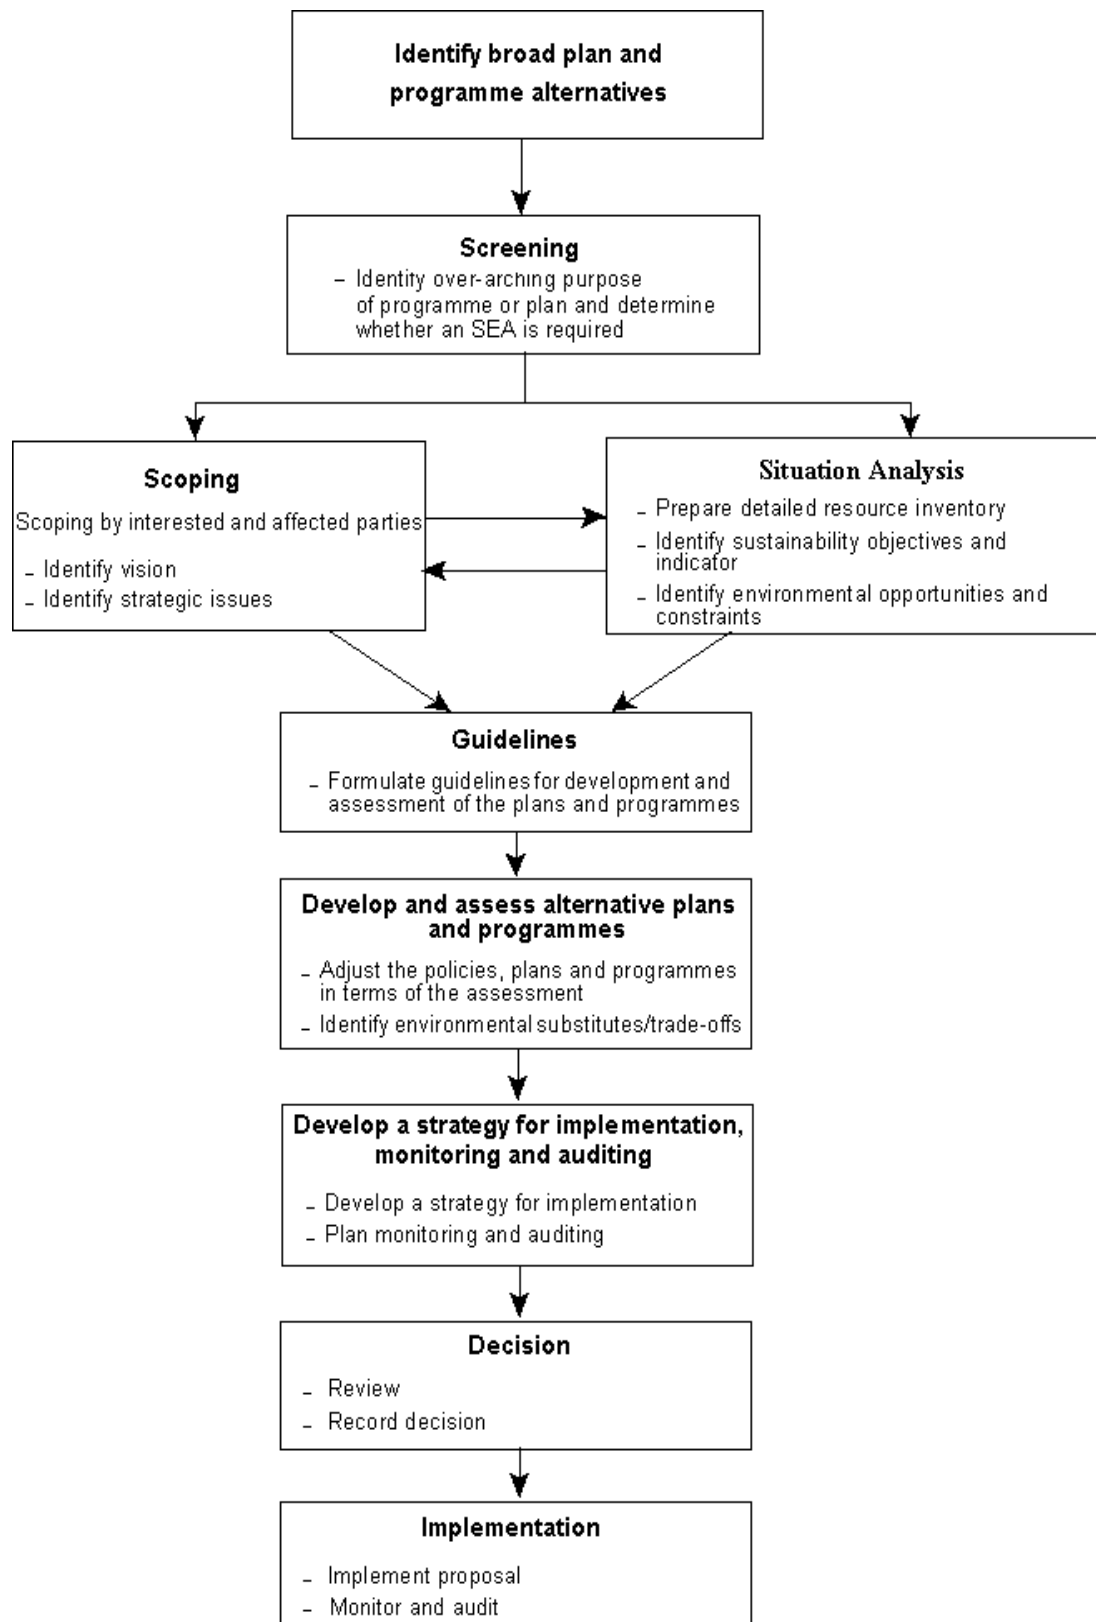 Identify broad plan and
programme alternatives
Screening
– Identity over-arching purpose
of programme or plan and determine
whether an SEA is required
Scoping
Scoping by interested and affected parties
– Identify vision
– Identify strategic issues
Situation Analysis
– Prepare detailed resource inventory
– Identify sustainability objectives and
indicator
– Identify environmental opportunities and
constraints
Guidelines
– Formulate guidelines for development and
assessment of the plans and programmes
Develop and assess alternative plans
and programmes
– Adjust the policies, plans and programmes
in terms of the assessment
– Identify environmental substitutes/trade-offs
Develop a strategy for implementation,
monitoring and auditing
– Develop a strategy for implementation
– Plan monitoring and auditing
Decision
– Review
– Record decision
Implementation
– Implement proposal
– Monitor and audit